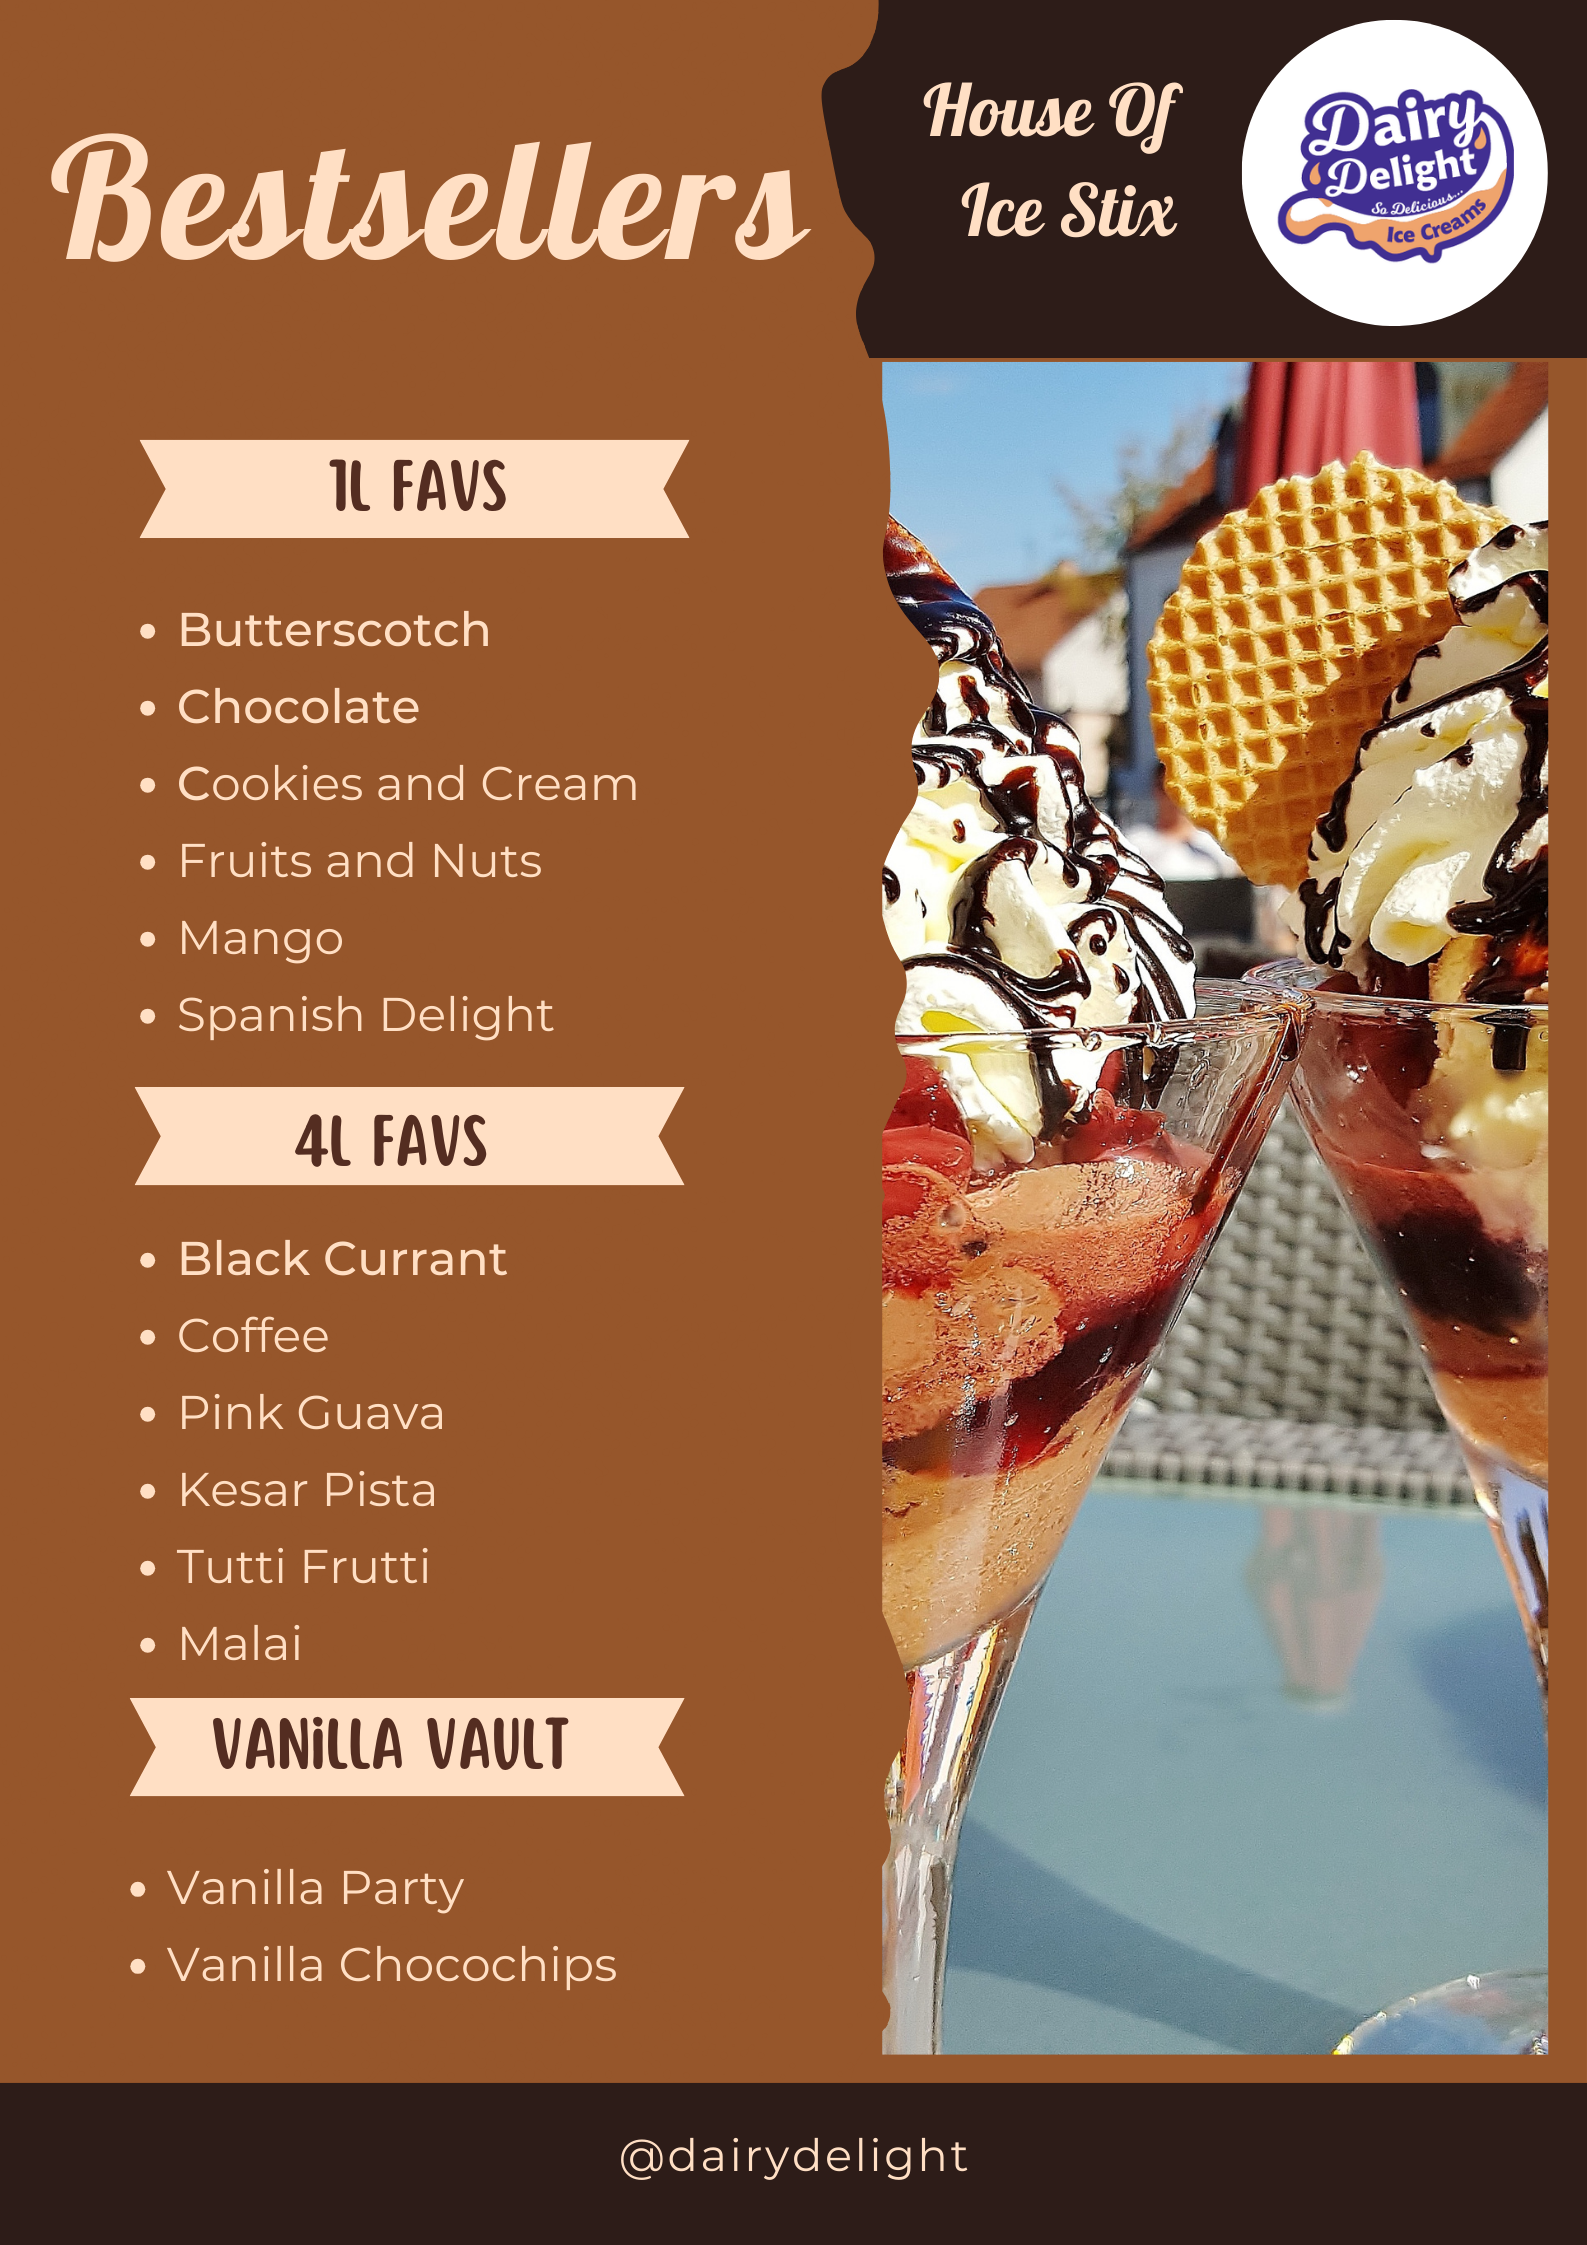 Bestsellers
House Of
Ice Stix
Dairy
Delight
So Delicious...
Ice Creams
1L FAVS
• Butterscotch
• Chocolate
• Cookies and Cream
• Fruits and Nuts
• Mango
• Spanish Delight
4L FAVS
• Black Currant
• Coffee
• Pink Guava
• Kesar Pista
• Tutti Frutti
• Malai
VANiLLA VAULT
• Vanilla Party
• Vanilla Chocochips
@dairydelight